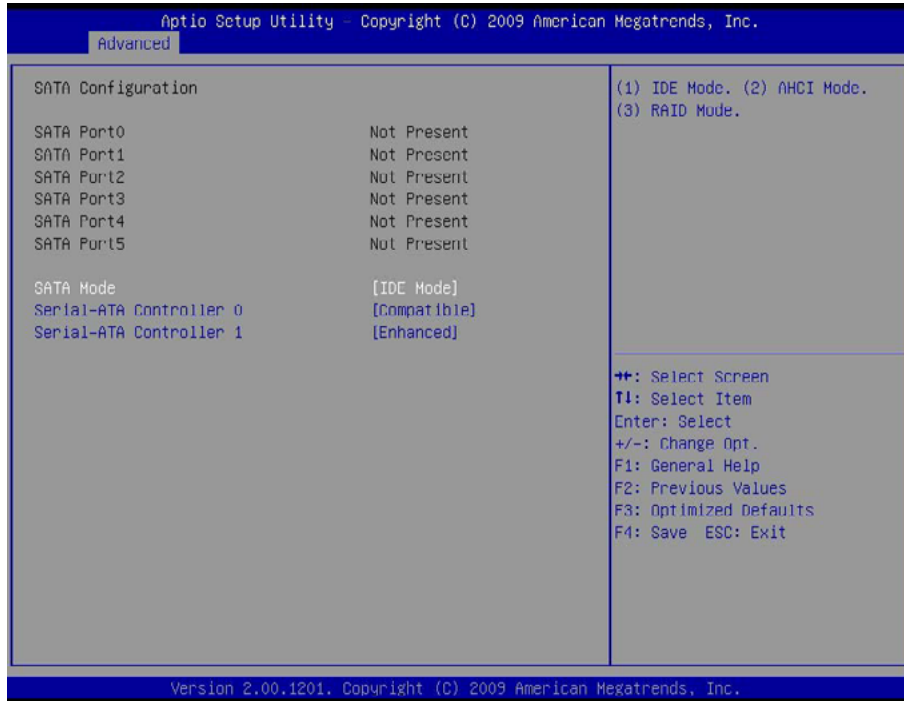 Aptio Setup Utility – Copyright (C) 2009 American Megatrends, Inc.
Advanced
SATA Configuration
SATA Port0 Not Present
SATA Port1 Not Present
SATA Port2 Not Present
SATA Port3 Not Present
SATA Port4 Not Present
SATA Port5 Not Present
SATA Mode [IDE Mode]
Serial-ATA Controller 0 [Compatible]
Serial-ATA Controller 1 [Enhanced]
(1) IDE Mode. (2) AHCI Mode.
(3) RAID Mode.
→←: Select Screen
↑↓: Select Item
Enter: Select
+/-: Change Opt.
F1: General Help
F2: Previous Values
F3: Optimized Defaults
F4: Save ESC: Exit
Version 2.00.1201. Copyright (C) 2009 American Megatrends, Inc.